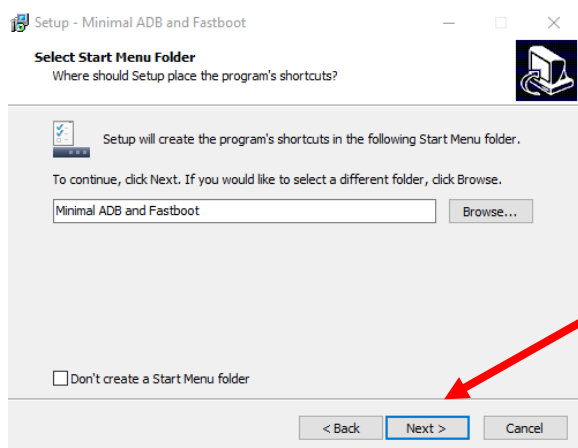 Setup - Minimal ADB and Fastboot
Select Start Menu Folder
Where should Setup place the program's shortcuts?
Setup will create the program's shortcuts in the following Start Menu folder.
To continue, click Next. If you would like to select a different folder, click Browse.
Minimal ADB and Fastboot
Browse...
Don't create a Start Menu folder
< Back
Next >
Cancel